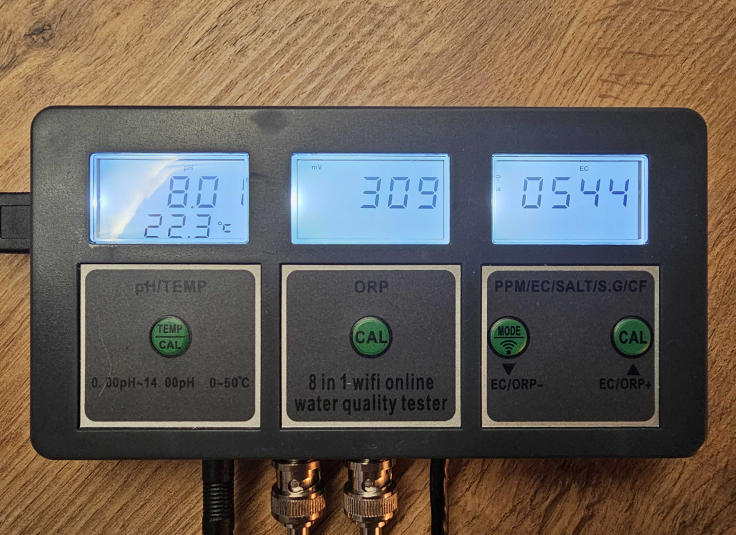 pH
8.01
22.3 °C
mV
309
EC
0544
pH/TEMP
TEMP
CAL
0.00pH~14.00pH 0~50℃
ORP
CAL
8 in 1 wifi online
water quality tester
PPM/EC/SALT/S.G/CF
MODE
CAL
EC/ORP-
EC/ORP+